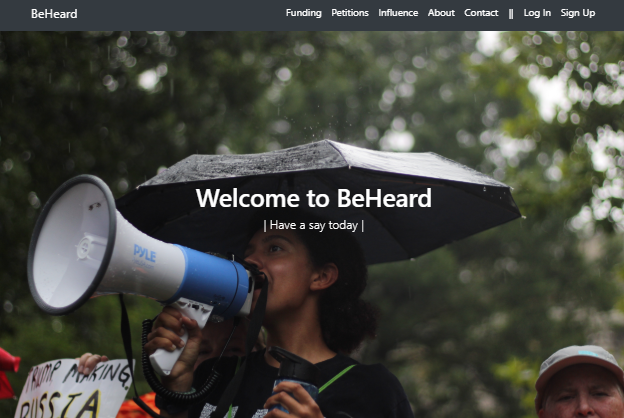 BeHeard
Funding Petitions Influence About Contact || Log In Sign Up
Welcome to BeHeard
| Have a say today |
PYLE
TRUMP MAKING
RUSSIA